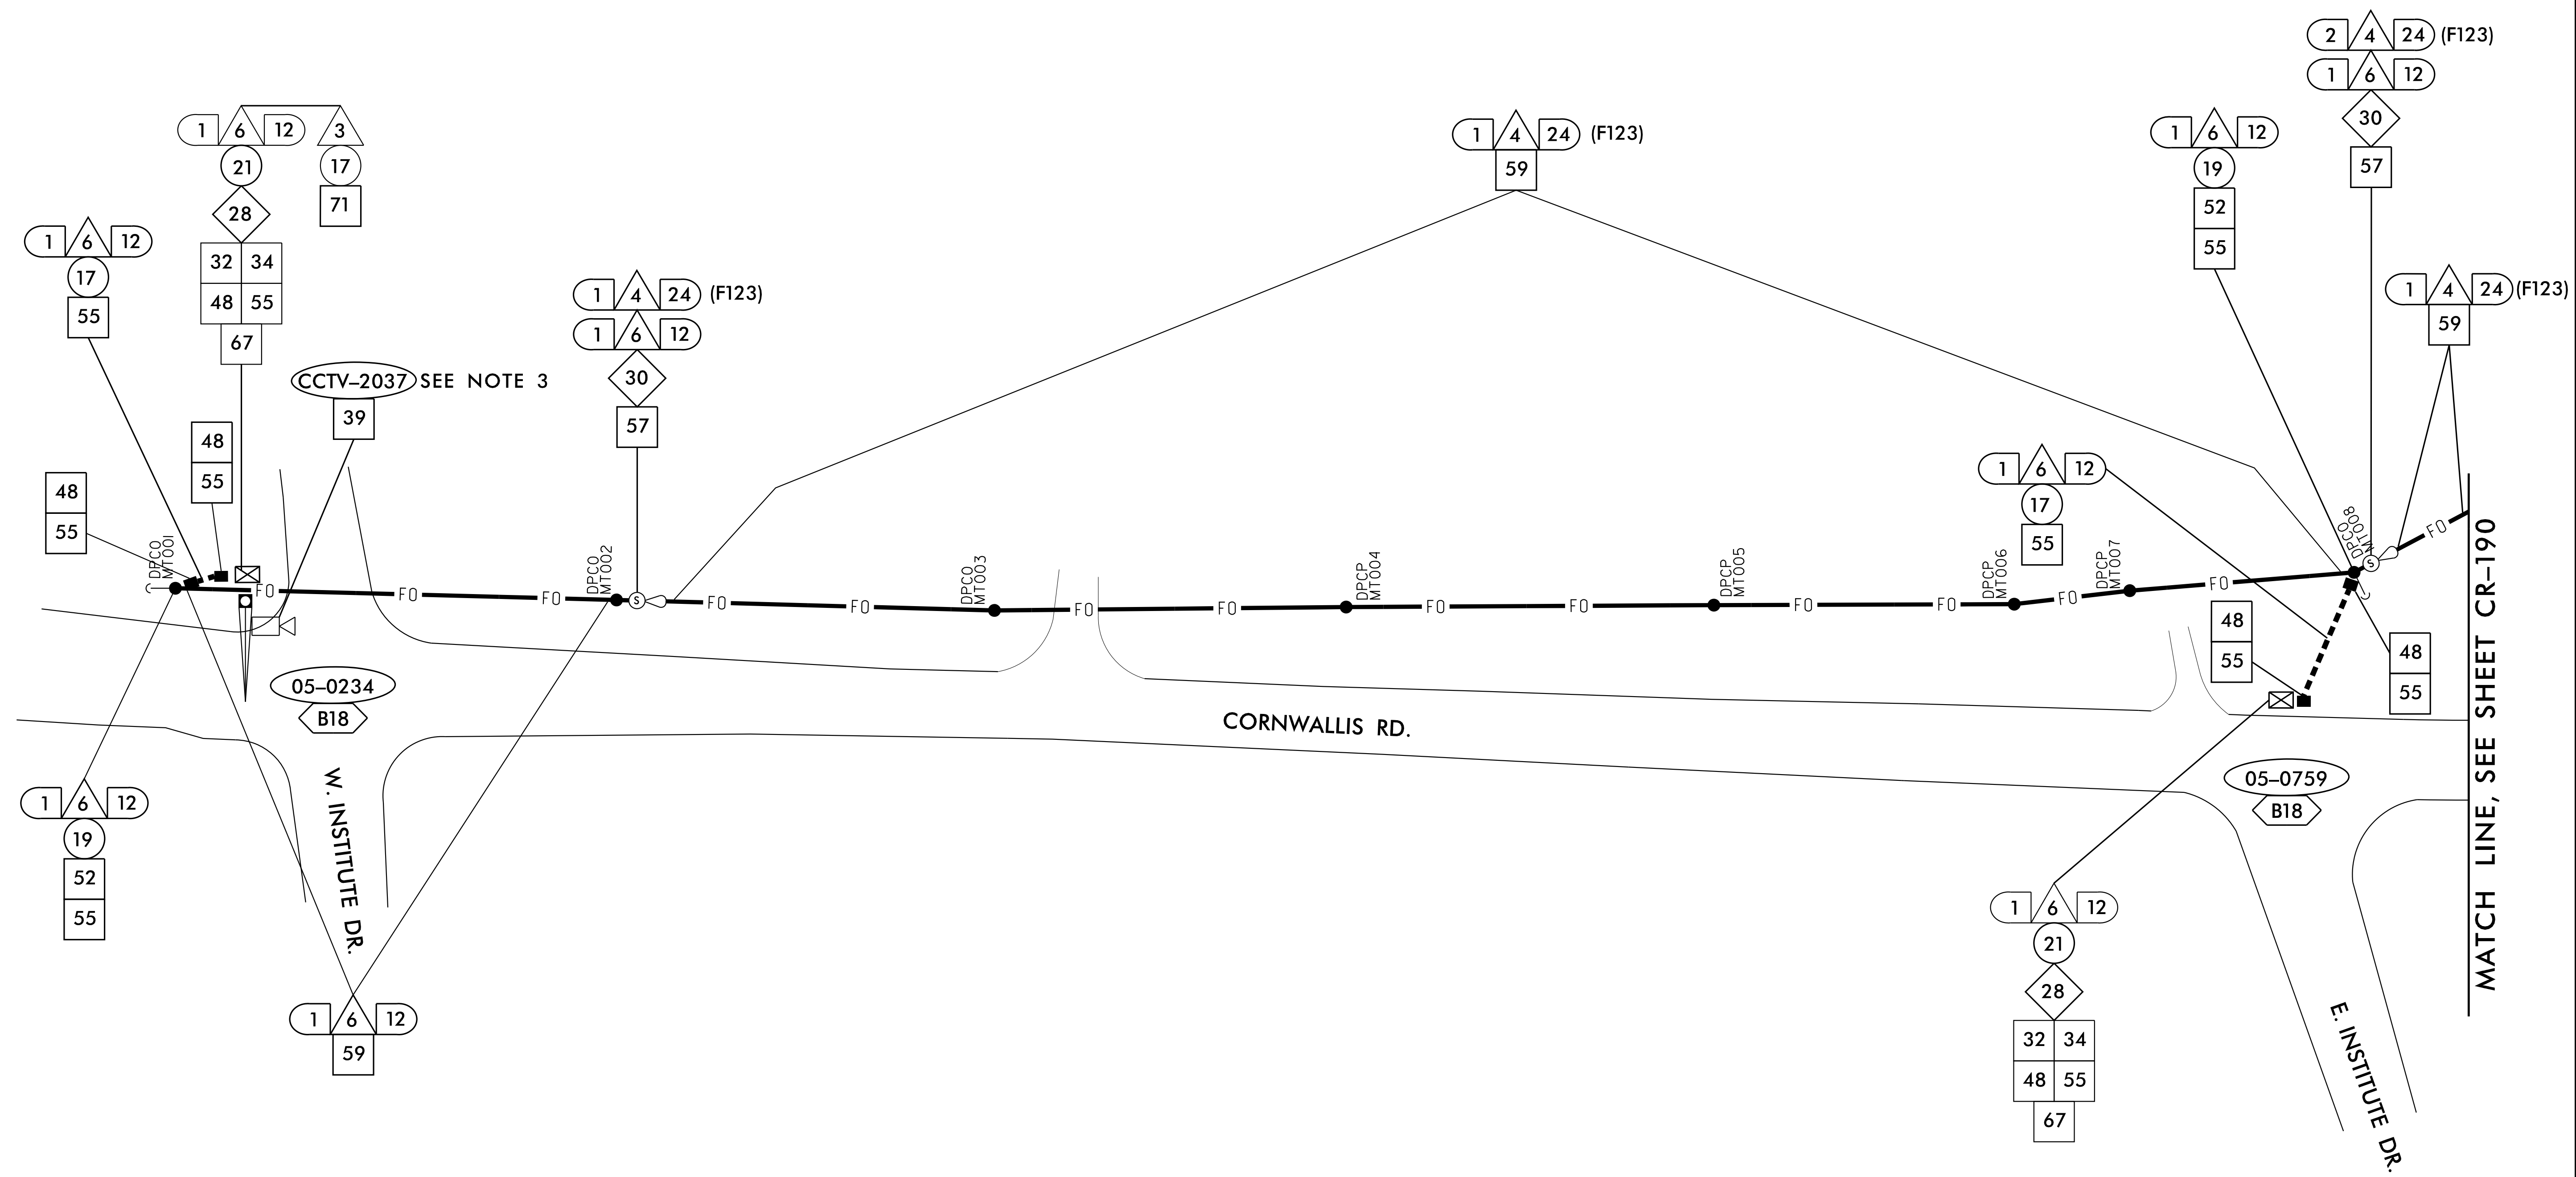 2 4 24 (F123)
1 6 12
30
57
1 6 12 3
21 17
28 71
32 34
48 55
67
1 4 24 (F123)
59
1 6 12
19
52
55
1 6 12
17
55
1 4 24 (F123)
1 6 12
30
57
1 4 24 (F123)
59
CCTV-2037 SEE NOTE 3
39
48
55
48
55
1 6 12
17
55
DPCO
MT001
DPCO
MT002
DPCO
MT003
DPCP
MT004
DPCP
MT005
DPCP
MT006
DPCP
MT007
DPCO
MT008
S
S
FO FO FO FO FO FO FO FO FO FO FO FO FO FO
48
55
48
55
05-0234
B18
CORNWALLIS RD.
05-0759
B18
1 6 12
19
52
55
W. INSTITUTE DR.
1 6 12
59
1 6 12
21
28
32 34
48 55
67
E. INSTITUTE DR.
MATCH LINE, SEE SHEET CR-190